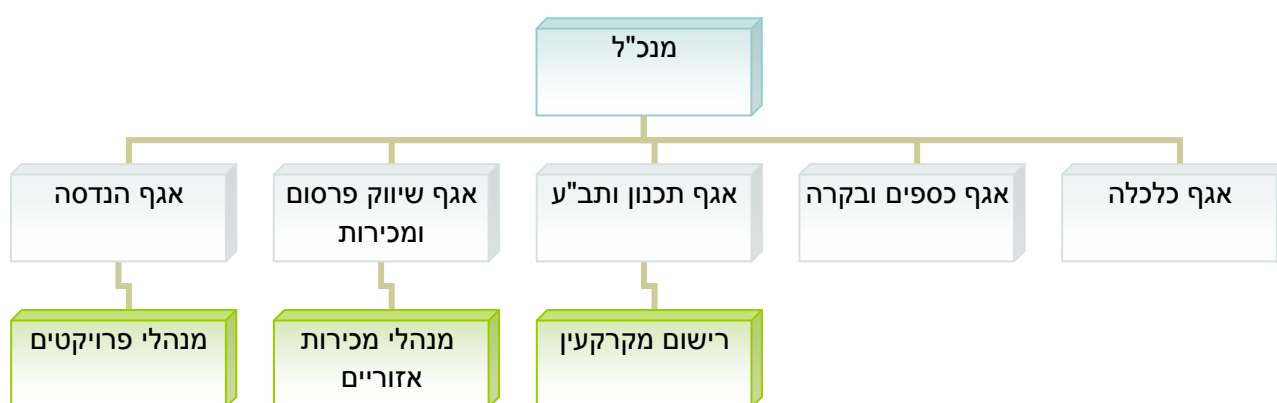 מנכ"ל
אגף כלכלה
אגף כספים ובקרה
אגף תכנון ותב"ע
אגף שיווק פרסום
ומכירות
אגף הנדסה
רישום מקרקעין
מנהלי מכירות
אזוריים
מנהלי פרויקטים